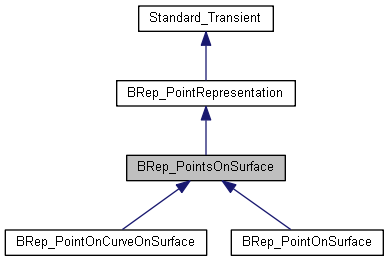 Standard_Transient
BRep_PointRepresentation
BRep_PointsOnSurface
BRep_PointOnCurveOnSurface
BRep_PointOnSurface